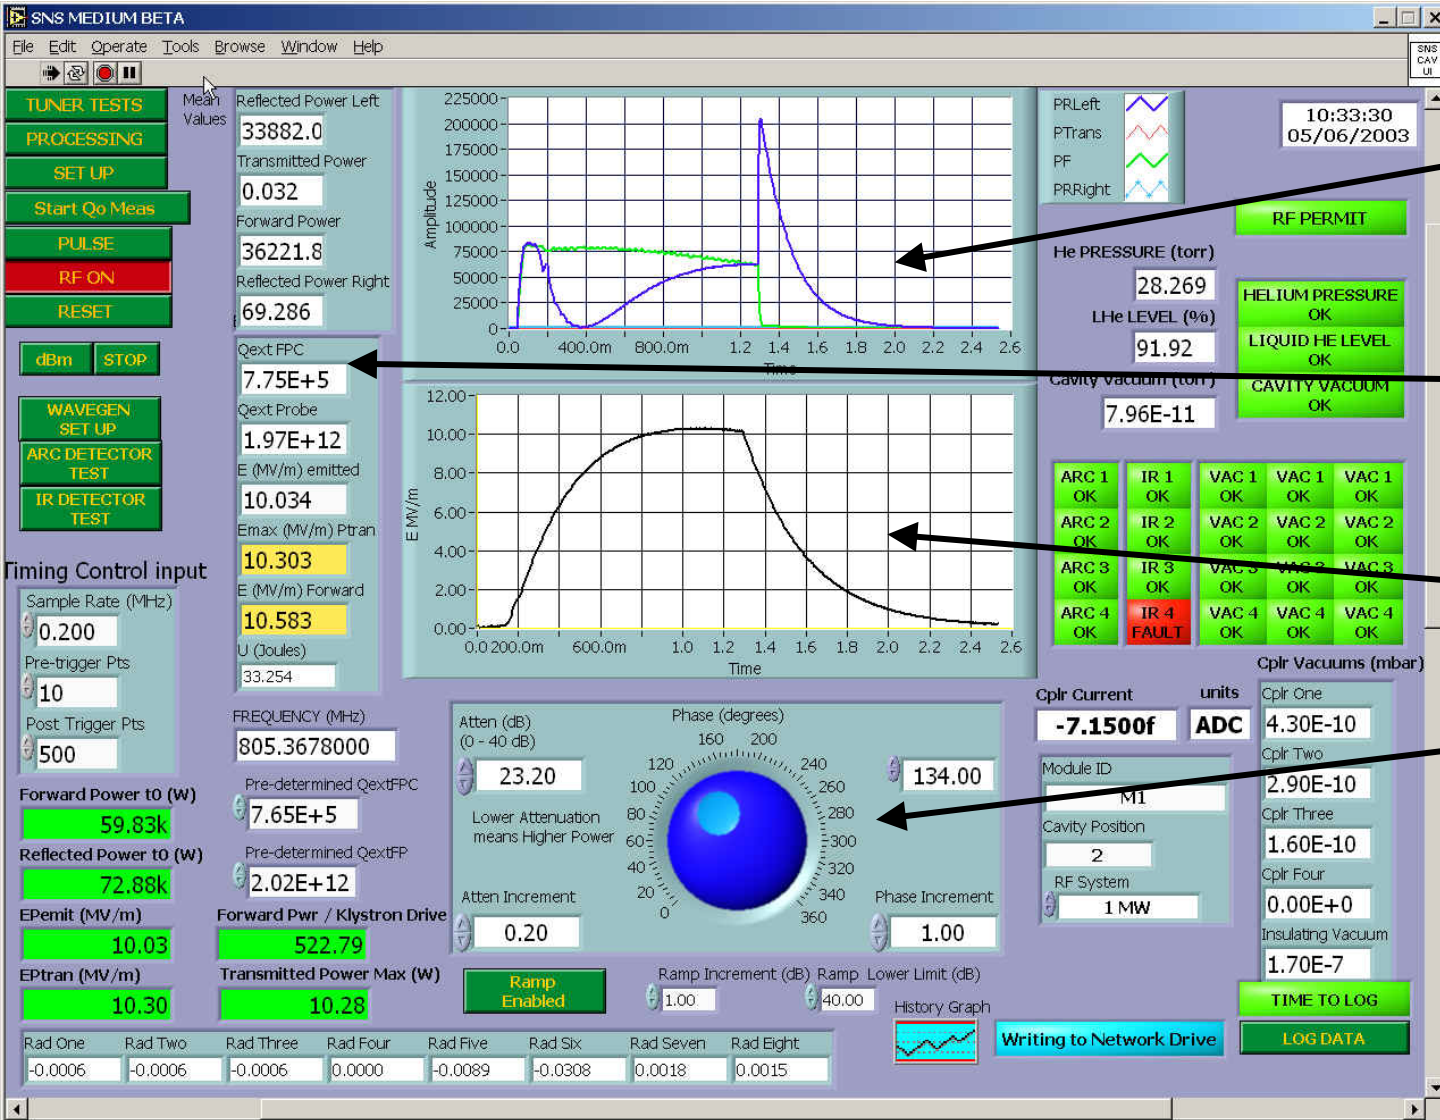 SNS MEDIUM BETA
File Edit Operate Tools Browse Window Help
SNS
CAV
UI
TUNER TESTS
PROCESSING
SET UP
Start Qo Meas
PULSE
RF ON
RESET
dBm STOP
WAVEGEN
SET UP
ARC DETECTOR
TEST
IR DETECTOR
TEST
Mean
Values
Reflected Power Left
33882.0
Transmitted Power
0.032
Forward Power
36221.8
Reflected Power Right
69.286
Qext FPC
7.75E+5
Qext Probe
1.97E+12
E (MV/m) emitted
10.034
Emax (MV/m) Ptran
10.303
E (MV/m) Forward
10.583
U (Joules)
33.254
225000
200000
175000
150000
125000
100000
75000
50000
25000
0
Amplitude
0.0 400.0m 800.0m 1.2 1.4 1.6 1.8 2.0 2.2 2.4 2.6
Time
12.00
10.00
8.00
6.00
4.00
2.00
0.00
E MV/m
0.0 200.0m 600.0m 1.0 1.2 1.4 1.6 1.8 2.0 2.2 2.4 2.6
Time
PRLeft
PTrans
PF
PRRight
10:33:30
05/06/2003
RF PERMIT
He PRESSURE (torr)
28.269
LHe LEVEL (%)
91.92
Cavity Vacuum (torr)
7.96E-11
HELIUM PRESSURE
OK
LIQUID HE LEVEL
OK
CAVITY VACUUM
OK
ARC 1 IR 1 VAC 1 VAC 1 VAC 1
OK OK OK OK OK
ARC 2 IR 2 VAC 2 VAC 2 VAC 2
OK OK OK OK OK
ARC 3 IR 3 VAC 3 VAC 3 VAC 3
OK OK OK OK OK
ARC 4 IR 4 VAC 4 VAC 4 VAC 4
OK FAULT OK OK OK
Timing Control input
Sample Rate (MHz)
0.200
Pre-trigger Pts
10
Post Trigger Pts
500
FREQUENCY (MHz)
805.3678000
Pre-determined QextFPC
7.65E+5
Pre-determined QextFP
2.02E+12
Forward Power t0 (W)
59.83k
Reflected Power t0 (W)
72.88k
EPemit (MV/m)
10.03
EPtran (MV/m)
10.30
Forward Pwr / Klystron Drive
522.79
Transmitted Power Max (W)
10.28
Atten (dB)
(0 - 40 dB)
23.20
Lower Attenuation
means Higher Power
Atten Increment
0.20
Phase (degrees)
0 20 40 60 80 100 120 160 200 240 260 280 300 320 340 360
134.00
Phase Increment
1.00
Ramp
Enabled
Ramp Increment (dB)
1.00
Ramp Lower Limit (dB)
40.00
History Graph
Cplr Current units
-7.1500f ADC
Module ID
M1
Cavity Position
2
RF System
1 MW
Cplr Vacuums (mbar)
Cplr One
4.30E-10
Cplr Two
2.90E-10
Cplr Three
1.60E-10
Cplr Four
0.00E+0
Insulating Vacuum
1.70E-7
TIME TO LOG
Writing to Network Drive
LOG DATA
Rad One Rad Two Rad Three Rad Four Rad Five Rad Six Rad Seven Rad Eight
-0.0006 -0.0006 -0.0006 0.0000 -0.0089 -0.0308 0.0018 0.0015